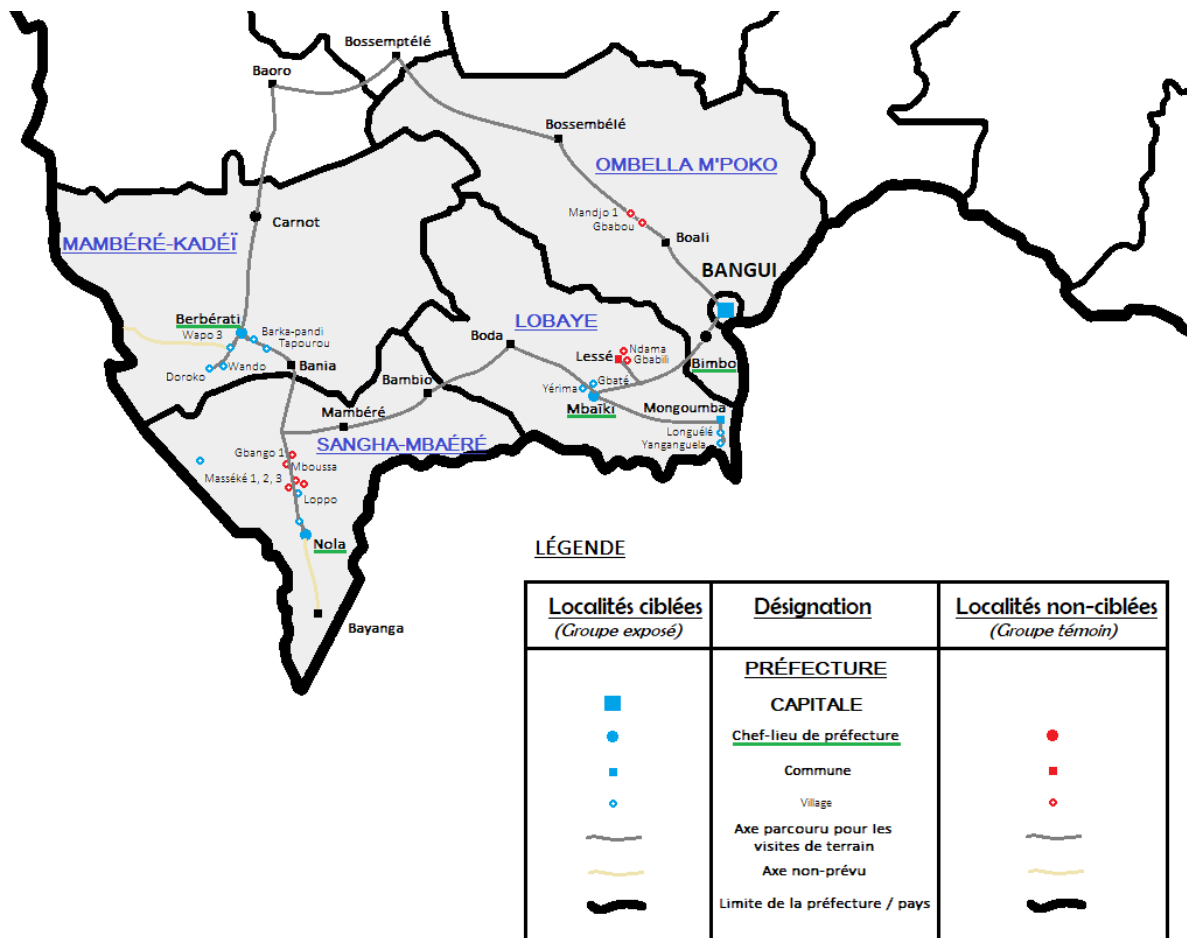 Bossemptélé
Baoro
Bossembélé
OMBELLA M'POKO
Mandjo 1
Gbabou
Carnot
Boali
MAMBÉRÉ-KADÉÏ
BANGUI
Berbérati
Wapo 3
Barka-pandi
Tapourou
LOBAYE
Boda
Ndama
Lessé
Gbabili
Bimbo
Doroko
Wando
Bania
Bambio
Yérima
Gbaté
Mbaïki
Mongoumba
Mambéré
SANGHA-MBAÉRÉ
Longuélé
Yanganguela
Gbango 1
Mboussa
Masséké 1, 2, 3
Loppo
Nola
Bayanga
LÉGENDE
Localités ciblées
(Groupe exposé)
Désignation
Localités non-ciblées
(Groupe témoin)
PRÉFECTURE
CAPITALE
Chef-lieu de préfecture
Commune
Village
Axe parcouru pour les
visites de terrain
Axe non-prévu
Limite de la préfecture / pays